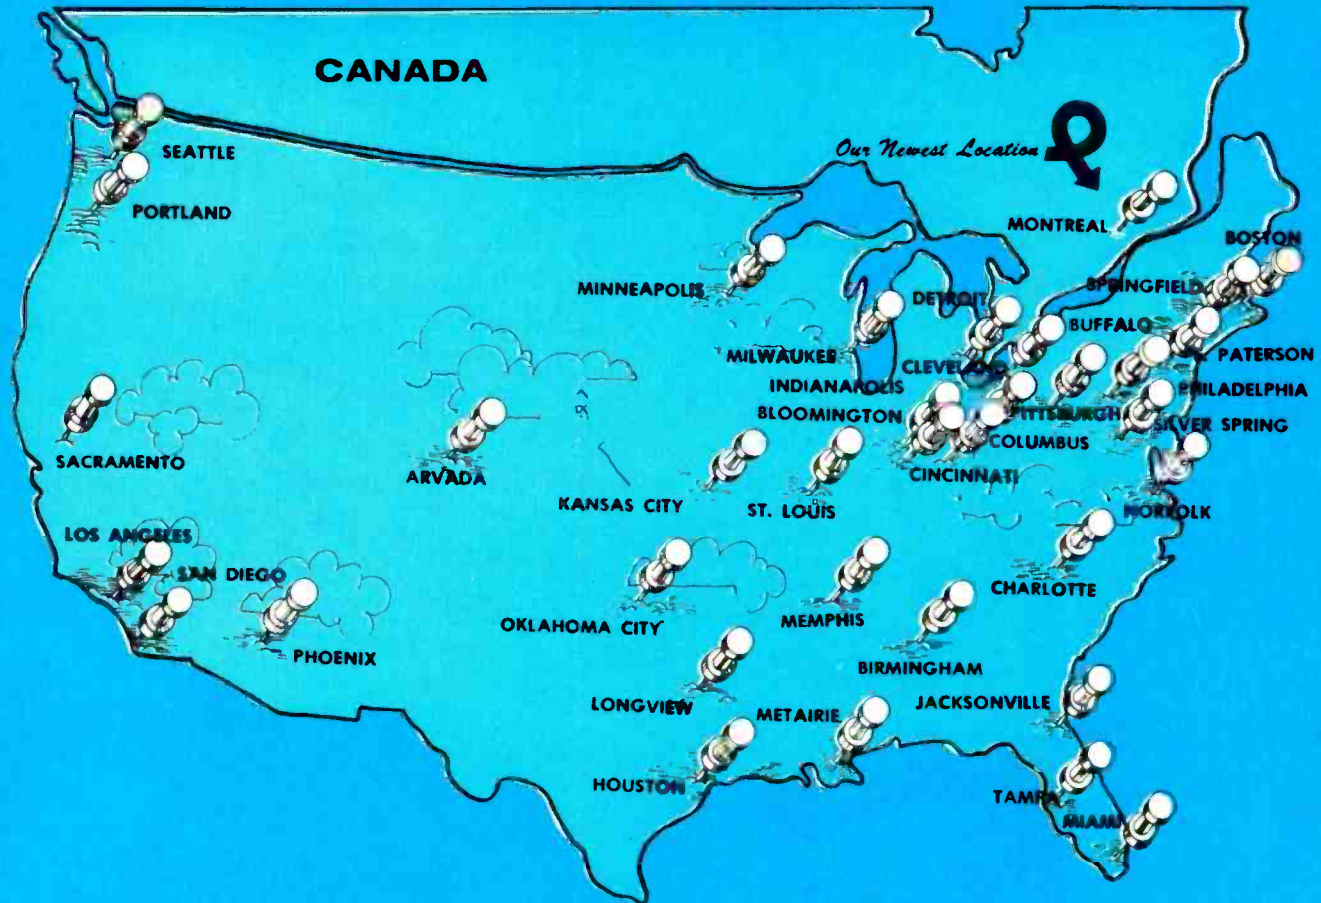 CANADA
Our Newest Location
SEATTLE
PORTLAND
MONTREAL
BOSTON
MINNEAPOLIS
SPRINGFIELD
DETROIT
BUFFALO
MILWAUKEE
PATERSON
CLEVELAND
INDIANAPOLIS
PHILADELPHIA
BLOOMINGTON
PITTSBURGH
SILVER SPRING
COLUMBUS
SACRAMENTO
ARVADA
CINCINNATI
KANSAS CITY
ST. LOUIS
NORFOLK
LOS ANGELES
SAN DIEGO
CHARLOTTE
OKLAHOMA CITY
MEMPHIS
PHOENIX
BIRMINGHAM
LONGVIEW
METAIRIE
JACKSONVILLE
HOUSTON
TAMPA
MIAMI